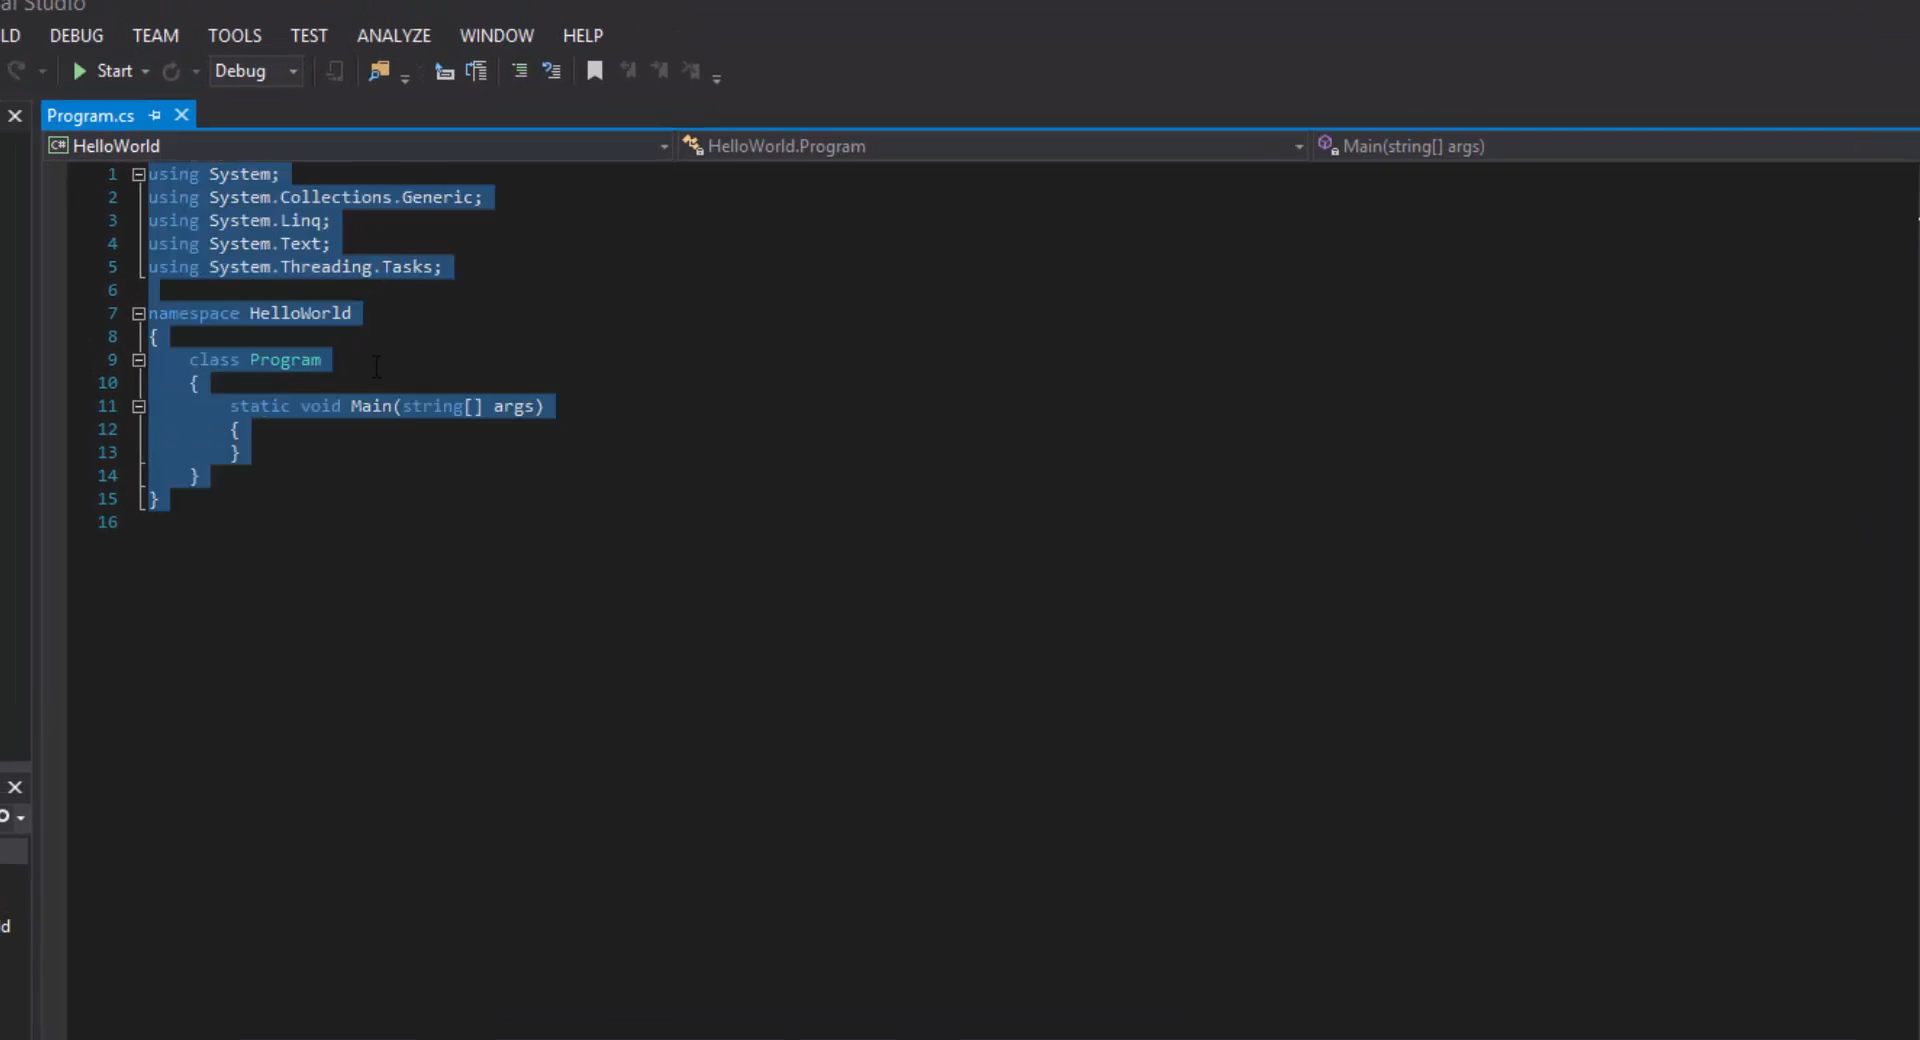 al Studio
LD DEBUG TEAM TOOLS TEST ANALYZE WINDOW HELP
Start Debug
Program.cs
C# HelloWorld HelloWorld.Program Main(string[] args)
1 using System;
2 using System.Collections.Generic;
3 using System.Linq;
4 using System.Text;
5 using System.Threading.Tasks;
6
7 namespace HelloWorld
8 {
9     class Program
10     {
11         static void Main(string[] args)
12         {
13         }
14     }
15 }
16
ld